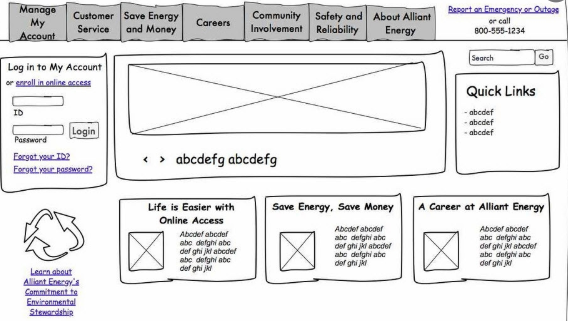 Manage
My
Account
Customer
Service
Save Energy
and Money
Careers
Community
Involvement
Safety and
Reliability
About Alliant
Energy
Report an Emergency or Outage
or call
800-555-1234
Search
Go
Log in to My Account
or enroll in online access
ID
Password
Login
Forgot your ID?
Forgot your password?
< > abcdefg abcdefg
Quick Links
- abcdef
- abcdef
- abcdef
Learn about
Alliant Energy's
Commitment to
Environmental
Stewardship
Life is Easier with
Online Access
Abcdef abcdef
abc defghi abc
def ghi jkl abcdef
abc defghi abc
def ghi jkl
Save Energy, Save Money
Abcdef abcdef
abc defghi abc
def ghi jkl abcdef
abc defghi abc
def ghi jkl
A Career at Alliant Energy
Abcdef abcdef
abc defghi abc
def ghi jkl abcdef
abc defghi abc
def ghi jkl